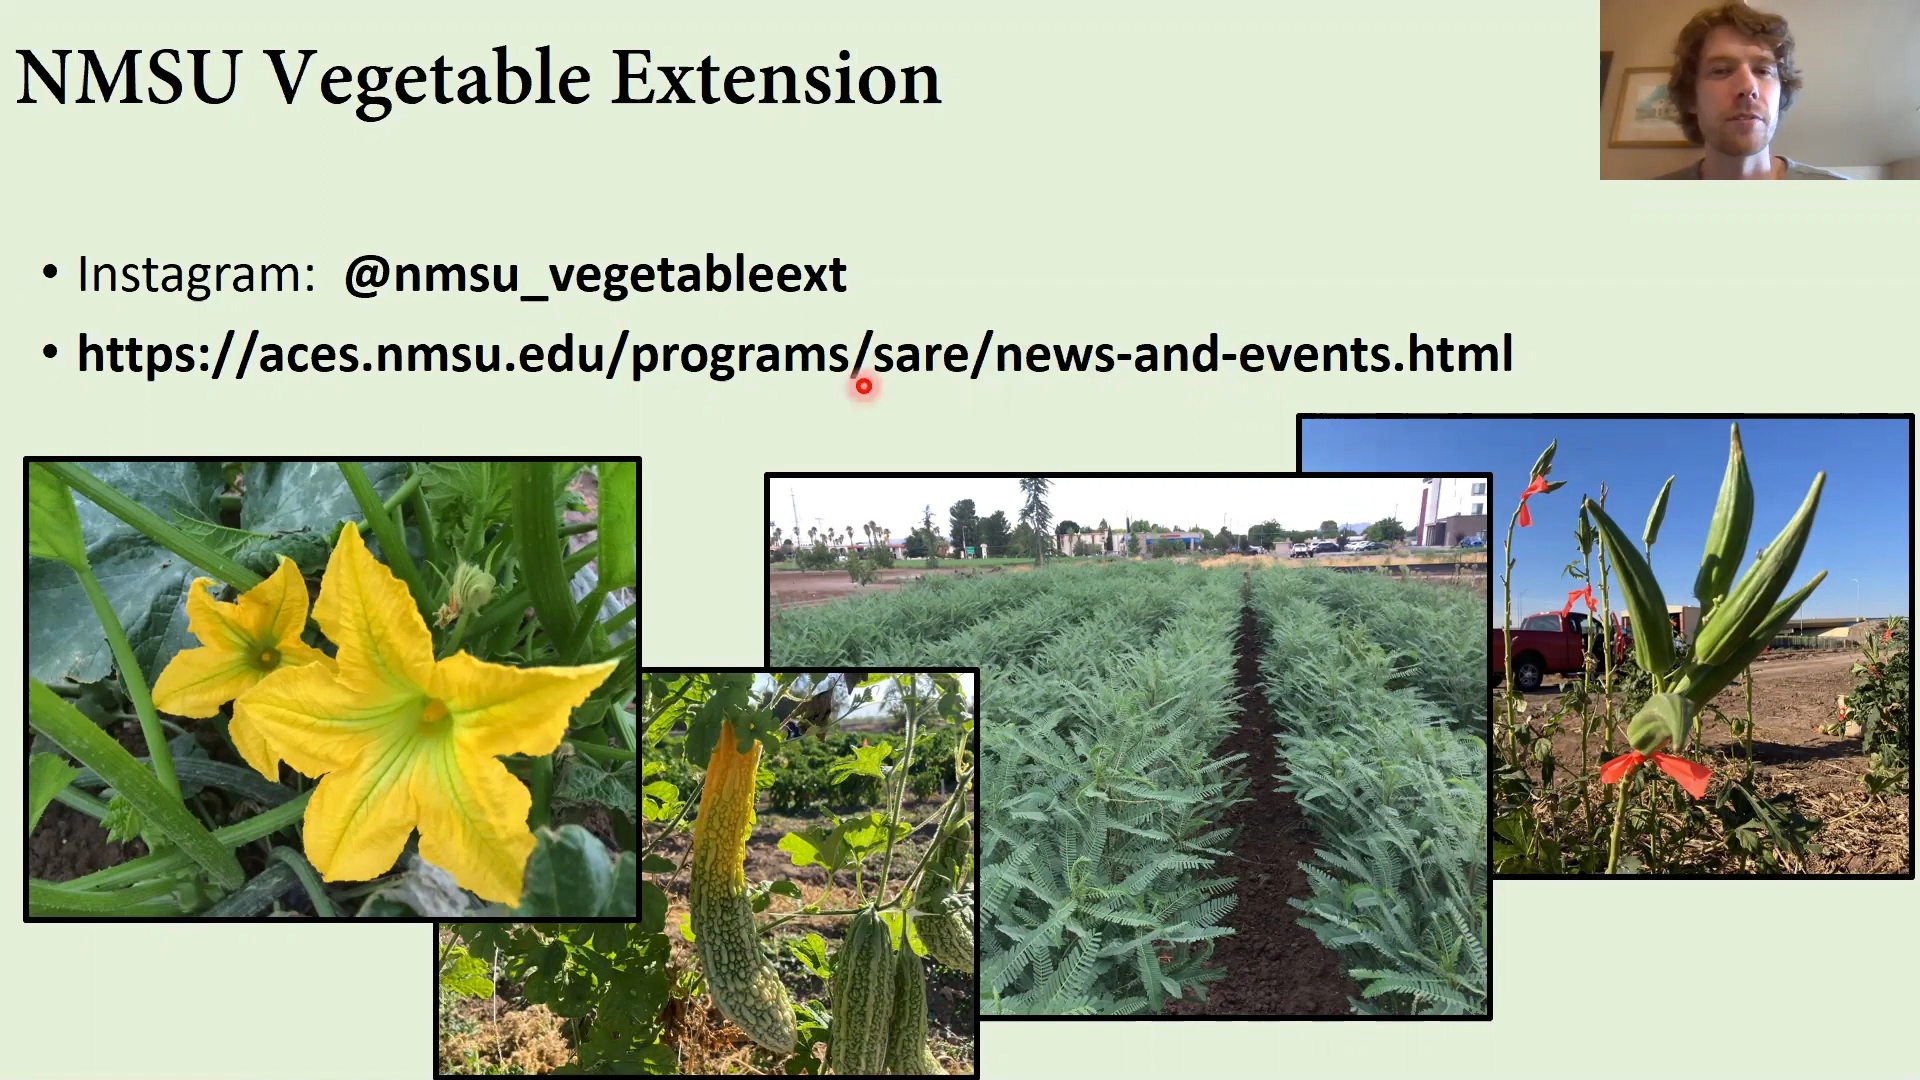 NMSU Vegetable Extension
• Instagram: @nmsu_vegetableext
• https://aces.nmsu.edu/programs/sare/news-and-events.html